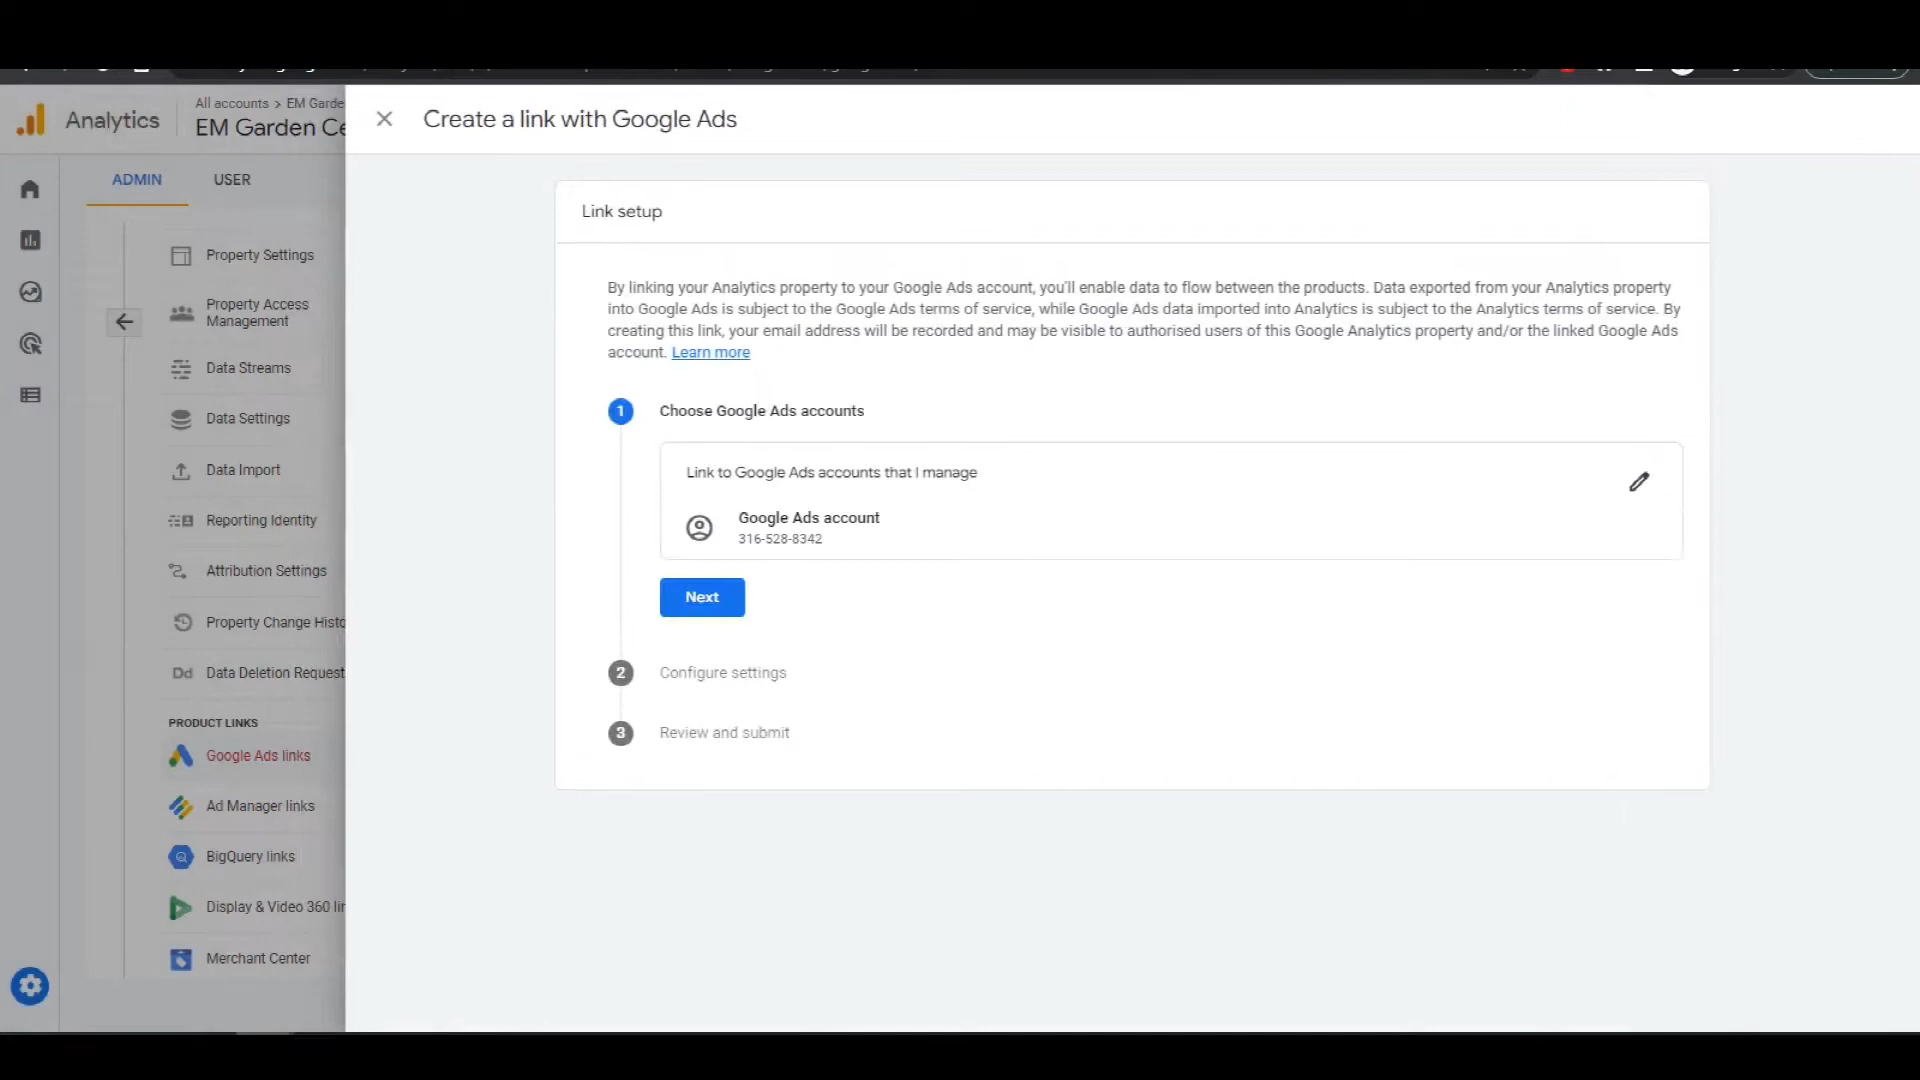 Analytics
All accounts > EM Garde
EM Garden Ce
Create a link with Google Ads
ADMIN
USER
Property Settings
Property Access
Management
Data Streams
Data Settings
Data Import
Reporting Identity
Attribution Settings
Property Change Histo
Dd Data Deletion Request
PRODUCT LINKS
Google Ads links
Ad Manager links
BigQuery links
Display & Video 360 lin
Merchant Center
Link setup
By linking your Analytics property to your Google Ads account, you'll enable data to flow between the products. Data exported from your Analytics property
into Google Ads is subject to the Google Ads terms of service, while Google Ads data imported into Analytics is subject to the Analytics terms of service. By
creating this link, your email address will be recorded and may be visible to authorised users of this Google Analytics property and/or the linked Google Ads
account. Learn more
1 Choose Google Ads accounts
Link to Google Ads accounts that I manage
Google Ads account
316-528-8342
Next
2 Configure settings
3 Review and submit